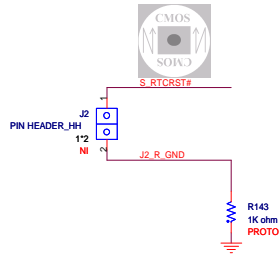 CMOS
CMOS
S_RTCRST#
1
J2
PIN HEADER_HH
1*2
NI
2
J2_R_GND
R143
1K ohm
PROTO